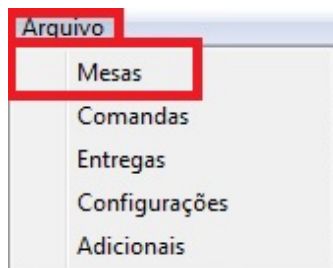 Arquivo
Mesas
Comandas
Entregas
Configurações
Adicionais